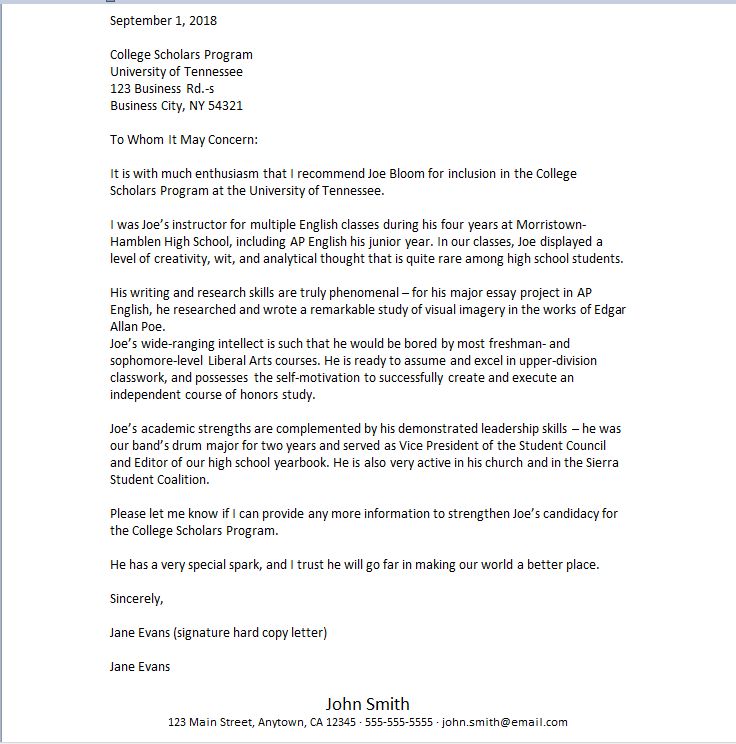 September 1, 2018
College Scholars Program
University of Tennessee
123 Business Rd.-s
Business City, NY 54321
To Whom It May Concern:
It is with much enthusiasm that I recommend Joe Bloom for inclusion in the College
Scholars Program at the University of Tennessee.
I was Joe’s instructor for multiple English classes during his four years at Morristown-
Hamblen High School, including AP English his junior year. In our classes, Joe displayed a
level of creativity, wit, and analytical thought that is quite rare among high school students.
His writing and research skills are truly phenomenal – for his major essay project in AP
English, he researched and wrote a remarkable study of visual imagery in the works of Edgar
Allan Poe.
Joe’s wide-ranging intellect is such that he would be bored by most freshman- and
sophomore-level Liberal Arts courses. He is ready to assume and excel in upper-division
classwork, and possesses the self-motivation to successfully create and execute an
independent course of honors study.
Joe’s academic strengths are complemented by his demonstrated leadership skills – he was
our band’s drum major for two years and served as Vice President of the Student Council
and Editor of our high school yearbook. He is also very active in his church and in the Sierra
Student Coalition.
Please let me know if I can provide any more information to strengthen Joe’s candidacy for
the College Scholars Program.
He has a very special spark, and I trust he will go far in making our world a better place.
Sincerely,
Jane Evans (signature hard copy letter)
Jane Evans
John Smith
123 Main Street, Anytown, CA 12345 · 555-555-5555 · john.smith@email.com